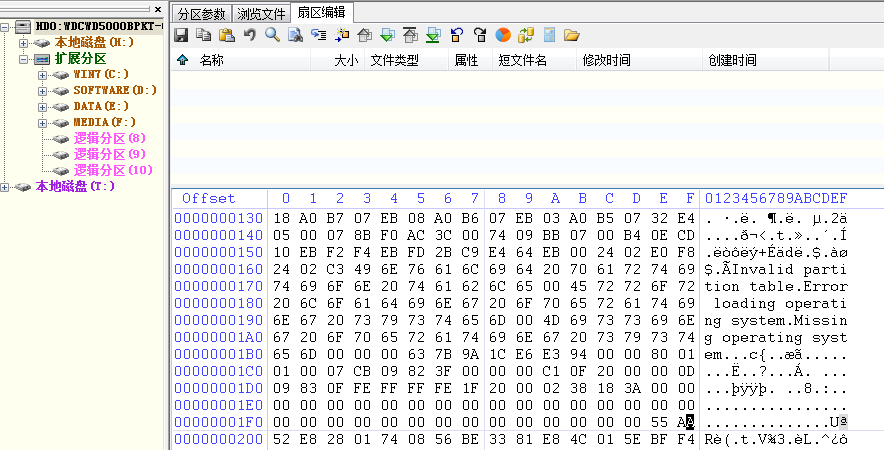 HD0:WDCWD5000BPKT-
本地磁盘(H:)
扩展分区
WIN7(C:)
SOFTWARE(D:)
DATA(E:)
MEDIA(F:)
逻辑分区(8)
逻辑分区(9)
逻辑分区(10)
本地磁盘(T:)
分区参数 浏览文件 扇区编辑
名称 大小 文件类型 属性 短文件名 修改时间 创建时间
Offset 0 1 2 3 4 5 6 7 8 9 A B C D E F 0123456789ABCDEF
0000000130 18 A0 B7 07 EB 08 A0 B6 07 EB 03 A0 B5 07 32 E4 . ·.ë. ¶.ë. µ.2ä
0000000140 05 00 07 8B F0 AC 3C 00 74 09 BB 07 00 B4 0E CD ....ð¬<.t.»..´.Í
0000000150 10 EB F2 F4 EB FD 2B C9 E4 64 EB 00 24 02 E0 F8 .ëòôëý+Éädë.$.àø
0000000160 24 02 C3 49 6E 76 61 6C 69 64 20 70 61 72 74 69 $.ÃInvalid parti
0000000170 74 69 6F 6E 20 74 61 62 6C 65 00 45 72 72 6F 72 tion table.Error
0000000180 20 6C 6F 61 64 69 6E 67 20 6F 70 65 72 61 74 69 loading operati
0000000190 6E 67 20 73 79 73 74 65 6D 00 4D 69 73 73 69 6E ng system.Missin
00000001A0 67 20 6F 70 65 72 61 74 69 6E 67 20 73 79 73 74 g operating syst
00000001B0 65 6D 00 00 00 63 7B 9A 1C E6 E3 94 00 00 80 01 em...c{..æã.....
00000001C0 01 00 07 CB 09 82 3F 00 00 00 C1 0F 20 00 00 0D ...Ë..?...Á. ...
00000001D0 09 83 0F FE FF FF FE 1F 20 00 02 38 18 3A 00 00 ...þÿÿþ. ..8.:..
00000001E0 00 00 00 00 00 00 00 00 00 00 00 00 00 00 00 00 ................
00000001F0 00 00 00 00 00 00 00 00 00 00 00 00 00 00 55 AA ..............Uª
0000000200 52 E8 28 01 74 08 56 BE 33 81 E8 4C 01 5E BF F4 Rè(.t.V¾3.èL.^¿ô